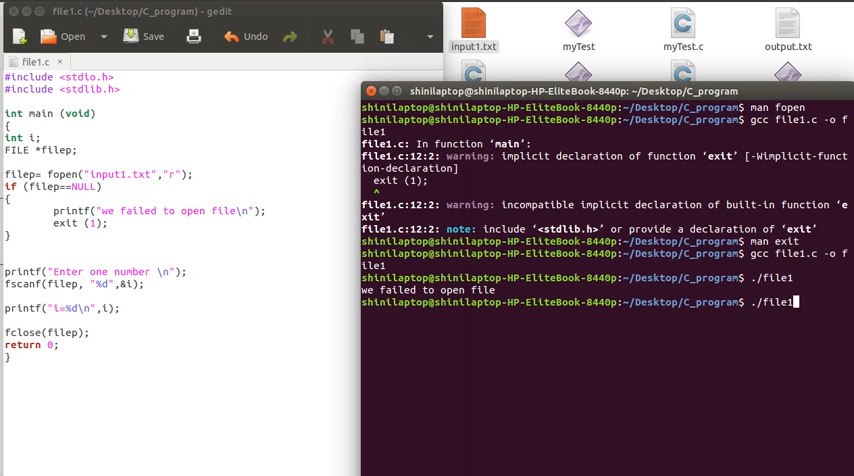 file1.c (~/Desktop/C_program) - gedit
Open Save Undo
file1.c ×
#include <stdio.h>
#include <stdlib.h>
int main (void)
{
int i;
FILE *filep;
filep= fopen("input1.txt","r");
if (filep==NULL)
{
printf("we failed to open file\n");
exit (1);
}
printf("Enter one number \n");
fscanf(filep, "%d",&i);
printf("i=%d\n",i);
fclose(filep);
return 0;
}
input1.txt myTest myTest.c output.txt
shinilaptop@shinilaptop-HP-EliteBook-8440p: ~/Desktop/C_program
shinilaptop@shinilaptop-HP-EliteBook-8440p:~/Desktop/C_program$ man fopen
shinilaptop@shinilaptop-HP-EliteBook-8440p:~/Desktop/C_program$ gcc file1.c -o f
ile1
file1.c: In function ‘main’:
file1.c:12:2: warning: implicit declaration of function ‘exit’ [-Wimplicit-funct
ion-declaration]
exit (1);
^
file1.c:12:2: warning: incompatible implicit declaration of built-in function ‘e
xit’
file1.c:12:2: note: include ‘<stdlib.h>’ or provide a declaration of ‘exit’
shinilaptop@shinilaptop-HP-EliteBook-8440p:~/Desktop/C_program$ man exit
shinilaptop@shinilaptop-HP-EliteBook-8440p:~/Desktop/C_program$ gcc file1.c -o f
ile1
shinilaptop@shinilaptop-HP-EliteBook-8440p:~/Desktop/C_program$ ./file1
we failed to open file
shinilaptop@shinilaptop-HP-EliteBook-8440p:~/Desktop/C_program$ ./file1